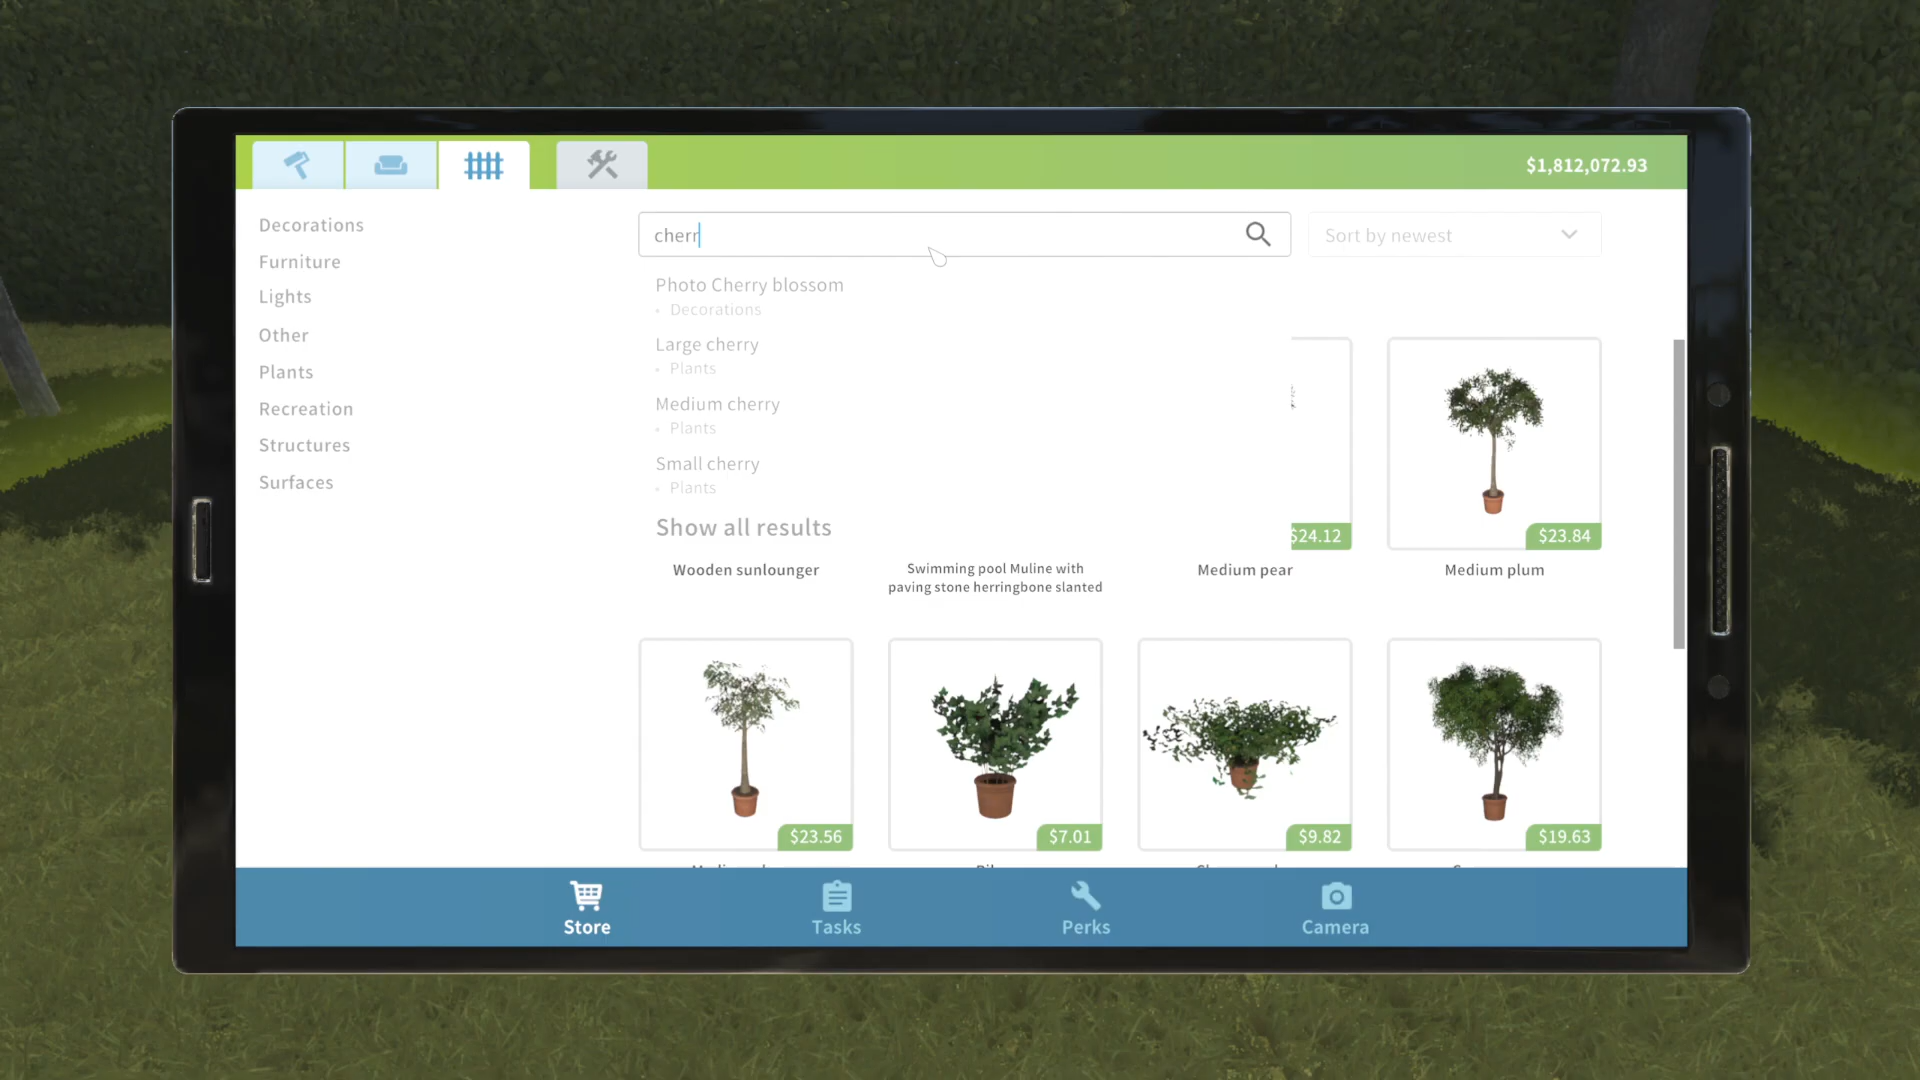 $1,812,072.93
Decorations
Furniture
Lights
Other
Plants
Recreation
Structures
Surfaces
cherr
Sort by newest
Photo Cherry blossom
Decorations
Large cherry
Plants
Medium cherry
Plants
Small cherry
Plants
Show all results
$24.12
$23.84
Wooden sunlounger
Swimming pool Muline with
paving stone herringbone slanted
Medium pear
Medium plum
$23.56
$7.01
$9.82
$19.63
Store
Tasks
Perks
Camera